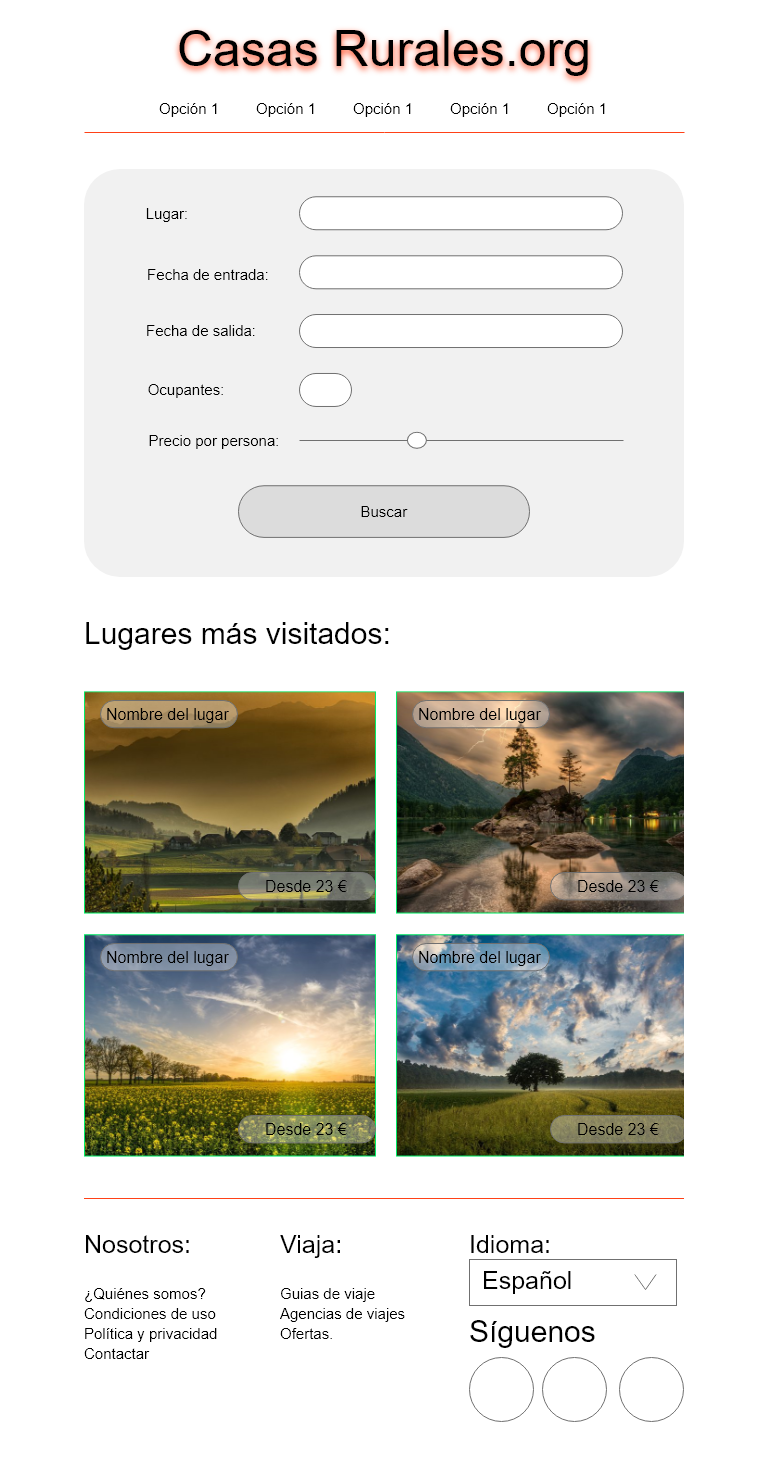 Casas Rurales.org
Opción 1 Opción 1 Opción 1 Opción 1 Opción 1
Lugar:
Fecha de entrada:
Fecha de salida:
Ocupantes:
Precio por persona:
Buscar
Lugares más visitados:
Nombre del lugar
Desde 23 €
Nombre del lugar
Desde 23 €
Nombre del lugar
Desde 23 €
Nombre del lugar
Desde 23 €
Nosotros:
¿Quiénes somos?
Condiciones de uso
Política y privacidad
Contactar
Viaja:
Guias de viaje
Agencias de viajes
Ofertas.
Idioma:
Español
Síguenos